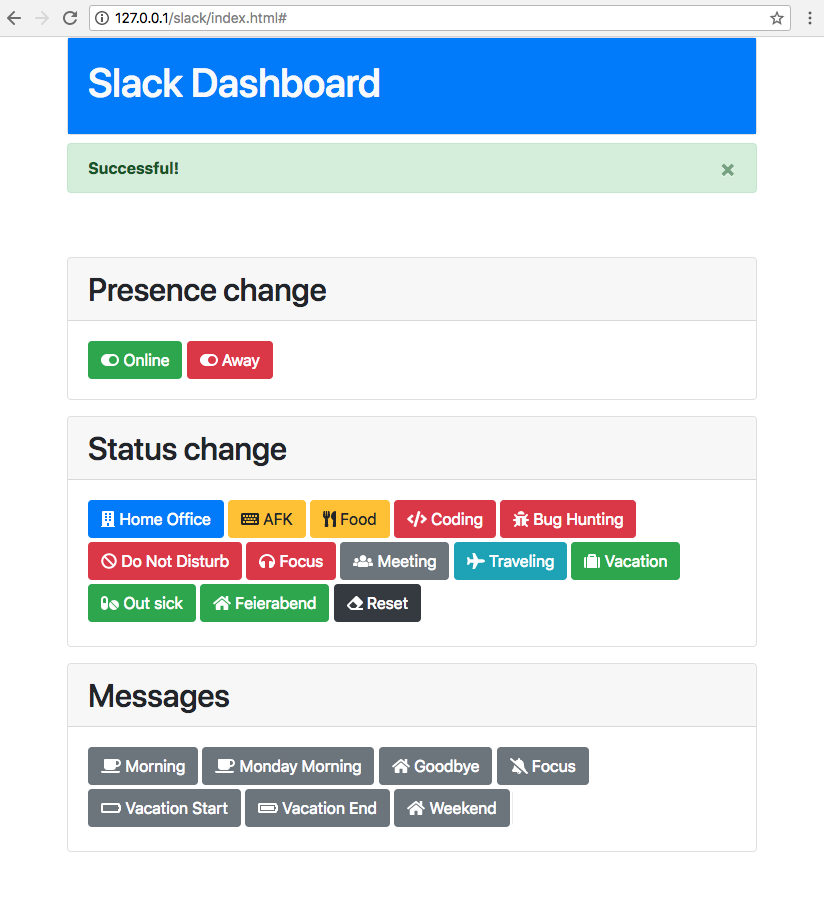 127.0.0.1/slack/index.html#
Slack Dashboard
Successful! ×
Presence change
Online Away
Status change
Home Office AFK Food Coding Bug Hunting
Do Not Disturb Focus Meeting Traveling Vacation
Out sick Feierabend Reset
Messages
Morning Monday Morning Goodbye Focus
Vacation Start Vacation End Weekend